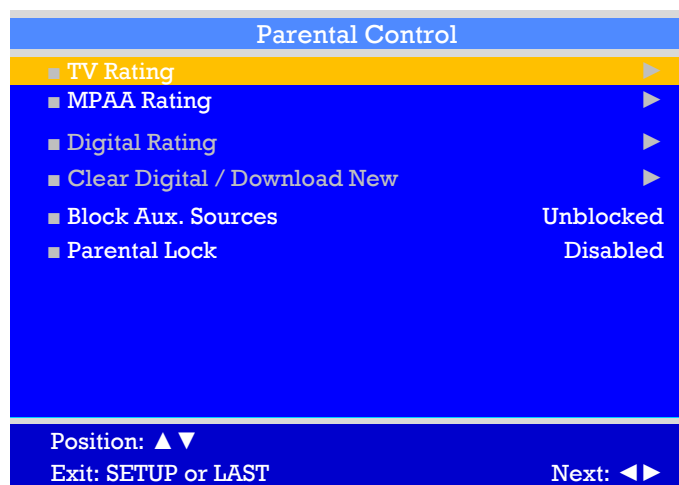 Parental Control
■ TV Rating ►
■ MPAA Rating ►
■ Digital Rating ►
■ Clear Digital / Download New ►
■ Block Aux. Sources Unblocked
■ Parental Lock Disabled
Position: ▲▼
Exit: SETUP or LAST Next: ◄►